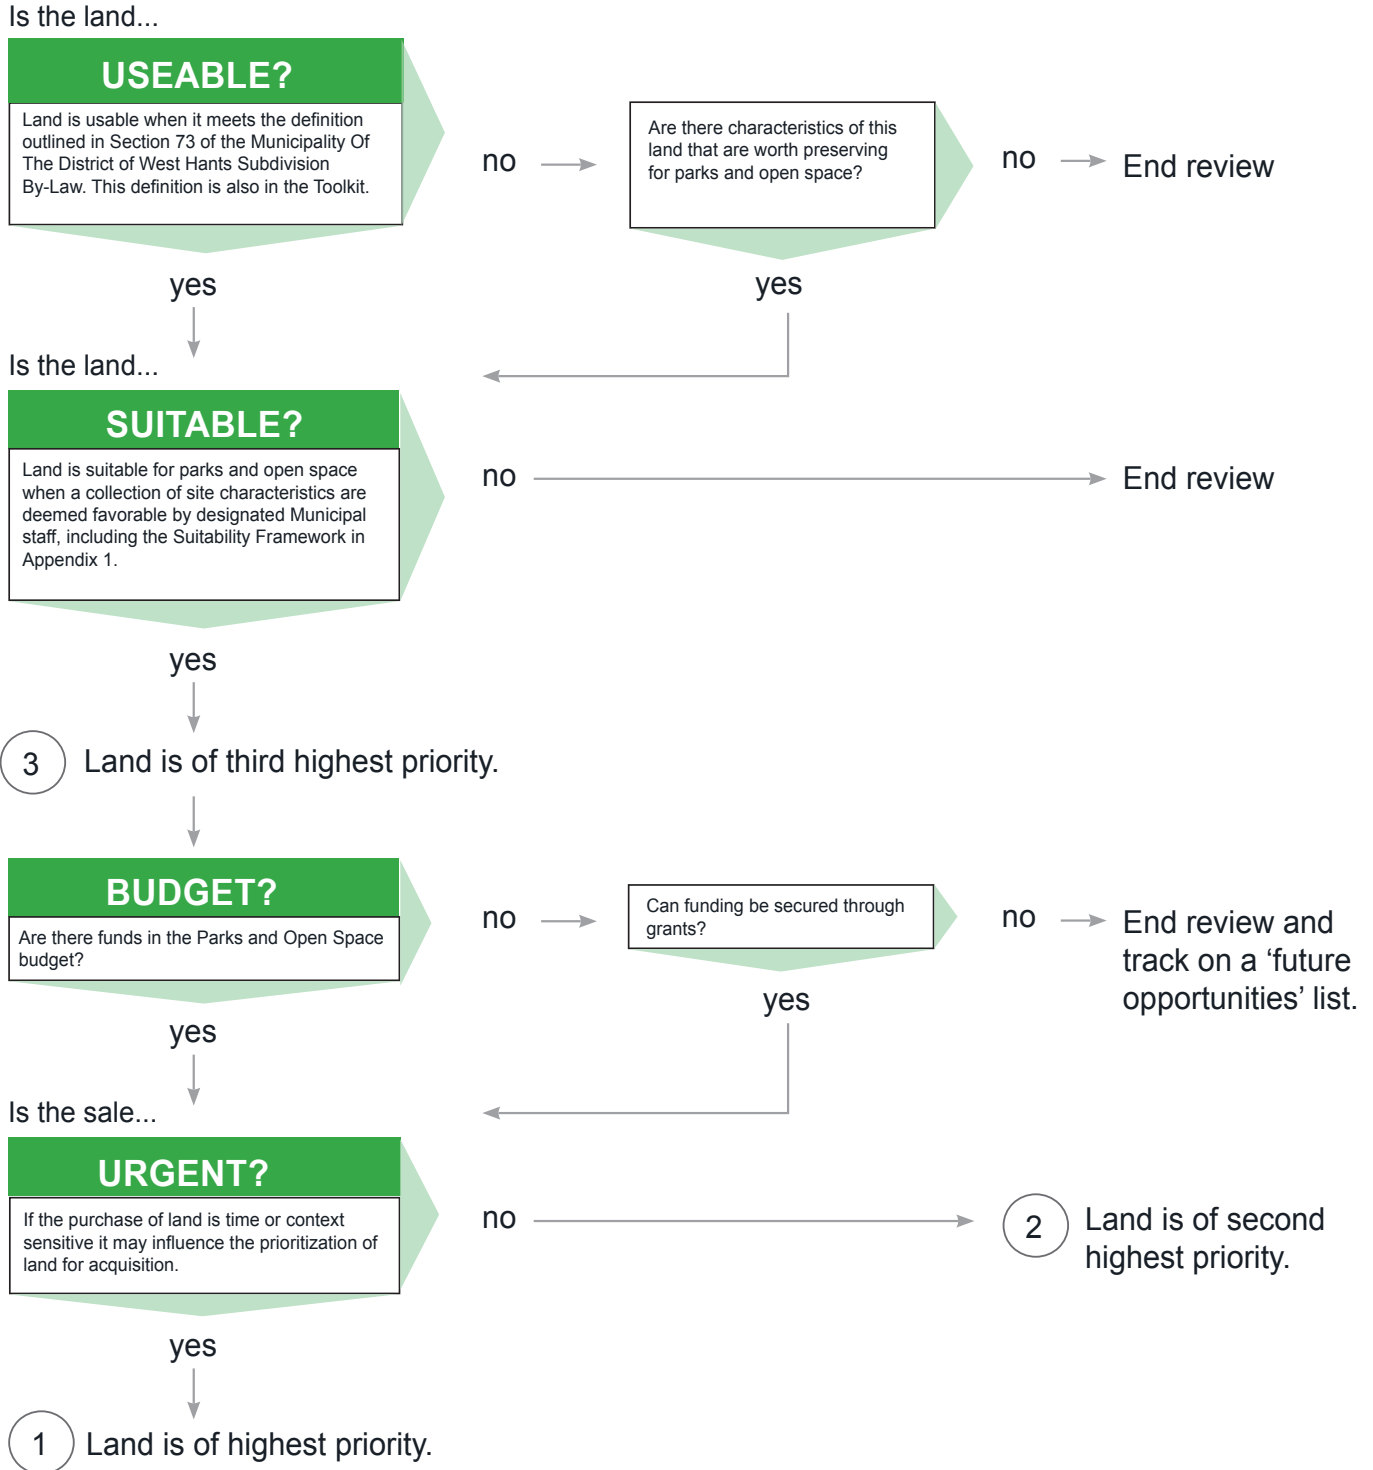 Is the land...
USEABLE?
Land is usable when it meets the definition
outlined in Section 73 of the Municipality Of
The District of West Hants Subdivision
By-Law. This definition is also in the Toolkit.
no
Are there characteristics of this
land that are worth preserving
for parks and open space?
no
End review
yes
yes
Is the land...
SUITABLE?
Land is suitable for parks and open space
when a collection of site characteristics are
deemed favorable by designated Municipal
staff, including the Suitability Framework in
Appendix 1.
no
End review
yes
3
Land is of third highest priority.
BUDGET?
Are there funds in the Parks and Open Space
budget?
no
Can funding be secured through
grants?
no
End review and
track on a ‘future
opportunities’ list.
yes
yes
Is the sale...
URGENT?
If the purchase of land is time or context
sensitive it may influence the prioritization of
land for acquisition.
no
2
Land is of second
highest priority.
yes
1
Land is of highest priority.